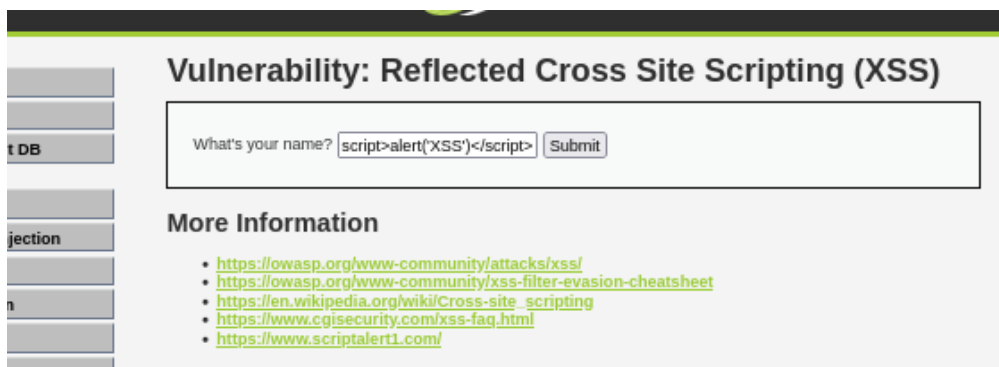 Vulnerability: Reflected Cross Site Scripting (XSS)
t DB
What's your name? script>alert('XSS')</script> Submit
More Information
jection
n
• https://owasp.org/www-community/attacks/xss/
• https://owasp.org/www-community/xss-filter-evasion-cheatsheet
• https://en.wikipedia.org/wiki/Cross-site_scripting
• https://www.cgisecurity.com/xss-faq.html
• https://www.scriptalert1.com/